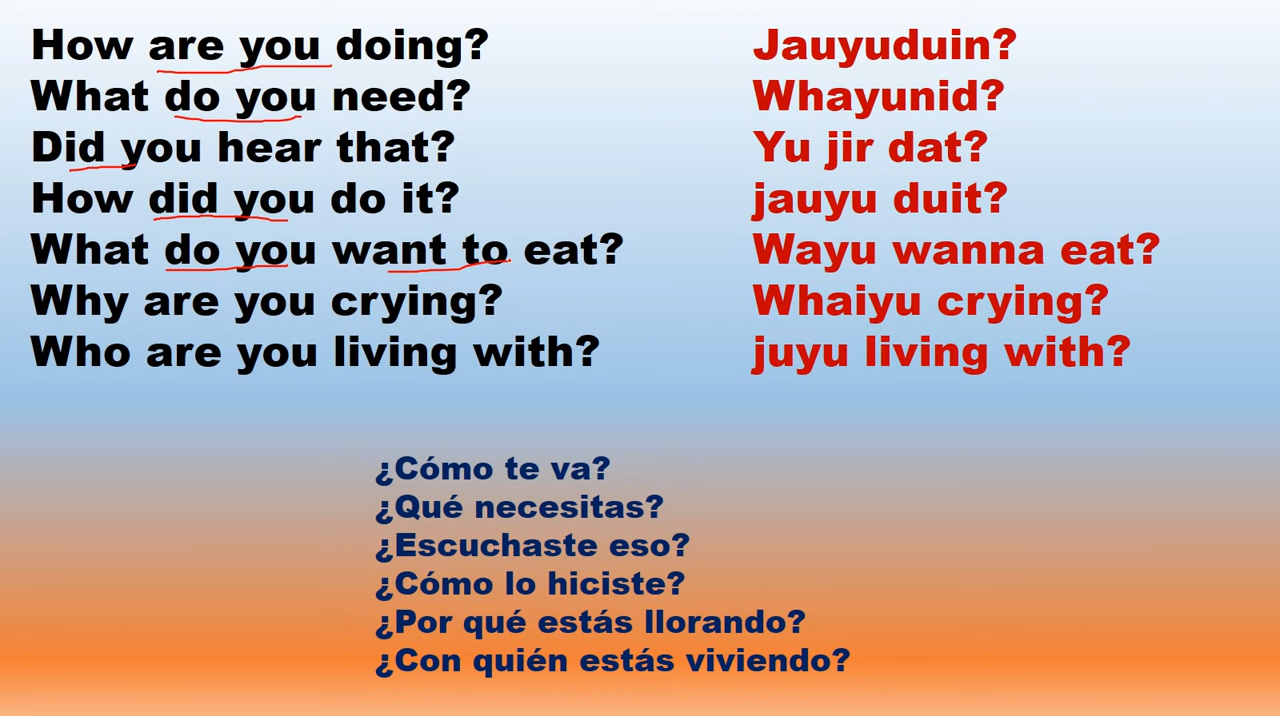 How are you doing?
What do you need?
Did you hear that?
How did you do it?
What do you want to eat?
Why are you crying?
Who are you living with?
Jauyuduin?
Whayunid?
Yu jir dat?
jauyu duit?
Wayu wanna eat?
Whaiyu crying?
juyu living with?
¿Cómo te va?
¿Qué necesitas?
¿Escuchaste eso?
¿Cómo lo hiciste?
¿Por qué estás llorando?
¿Con quién estás viviendo?